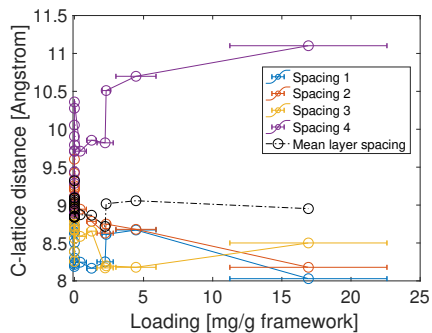 11.5
11
10.5
10
9.5
9
8.5
8
C-lattice distance [Angstrom]
Spacing 1
Spacing 2
Spacing 3
Spacing 4
Mean layer spacing
0 5 10 15 20 25
Loading [mg/g framework]